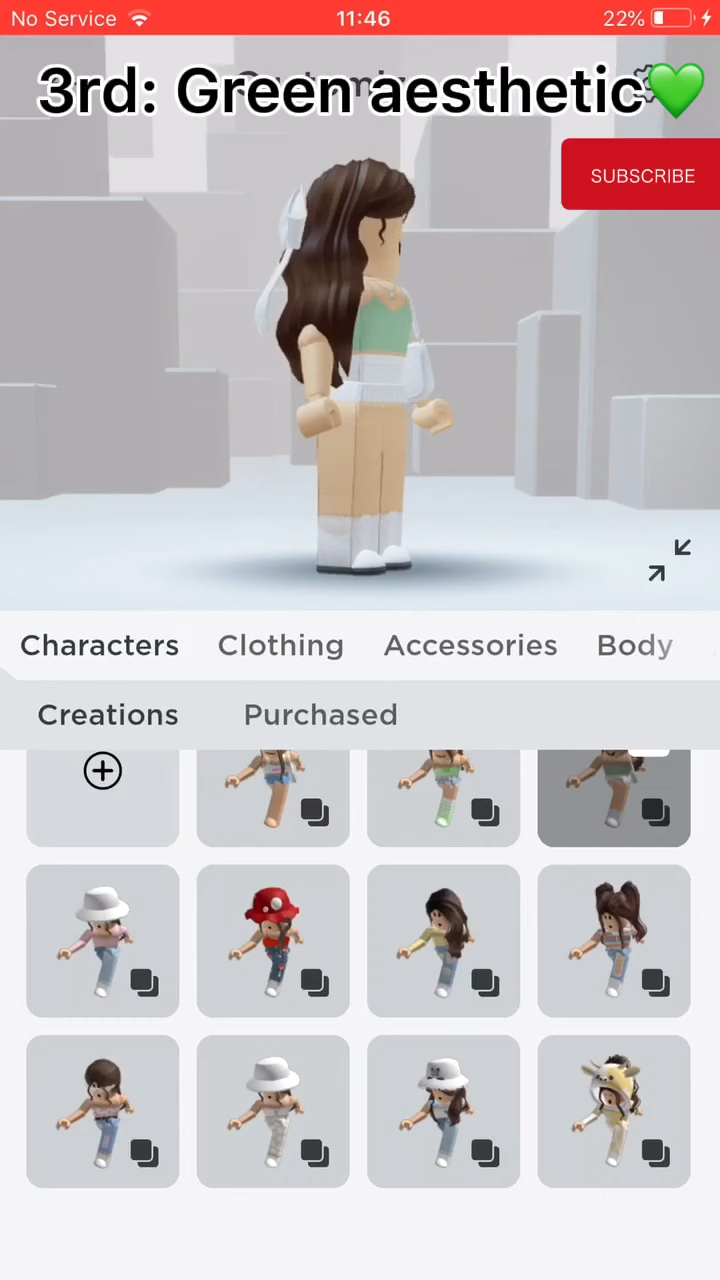 No Service 11:46 22%
3rd: Green aesthetic💚
SUBSCRIBE
Characters Clothing Accessories Body
Creations Purchased